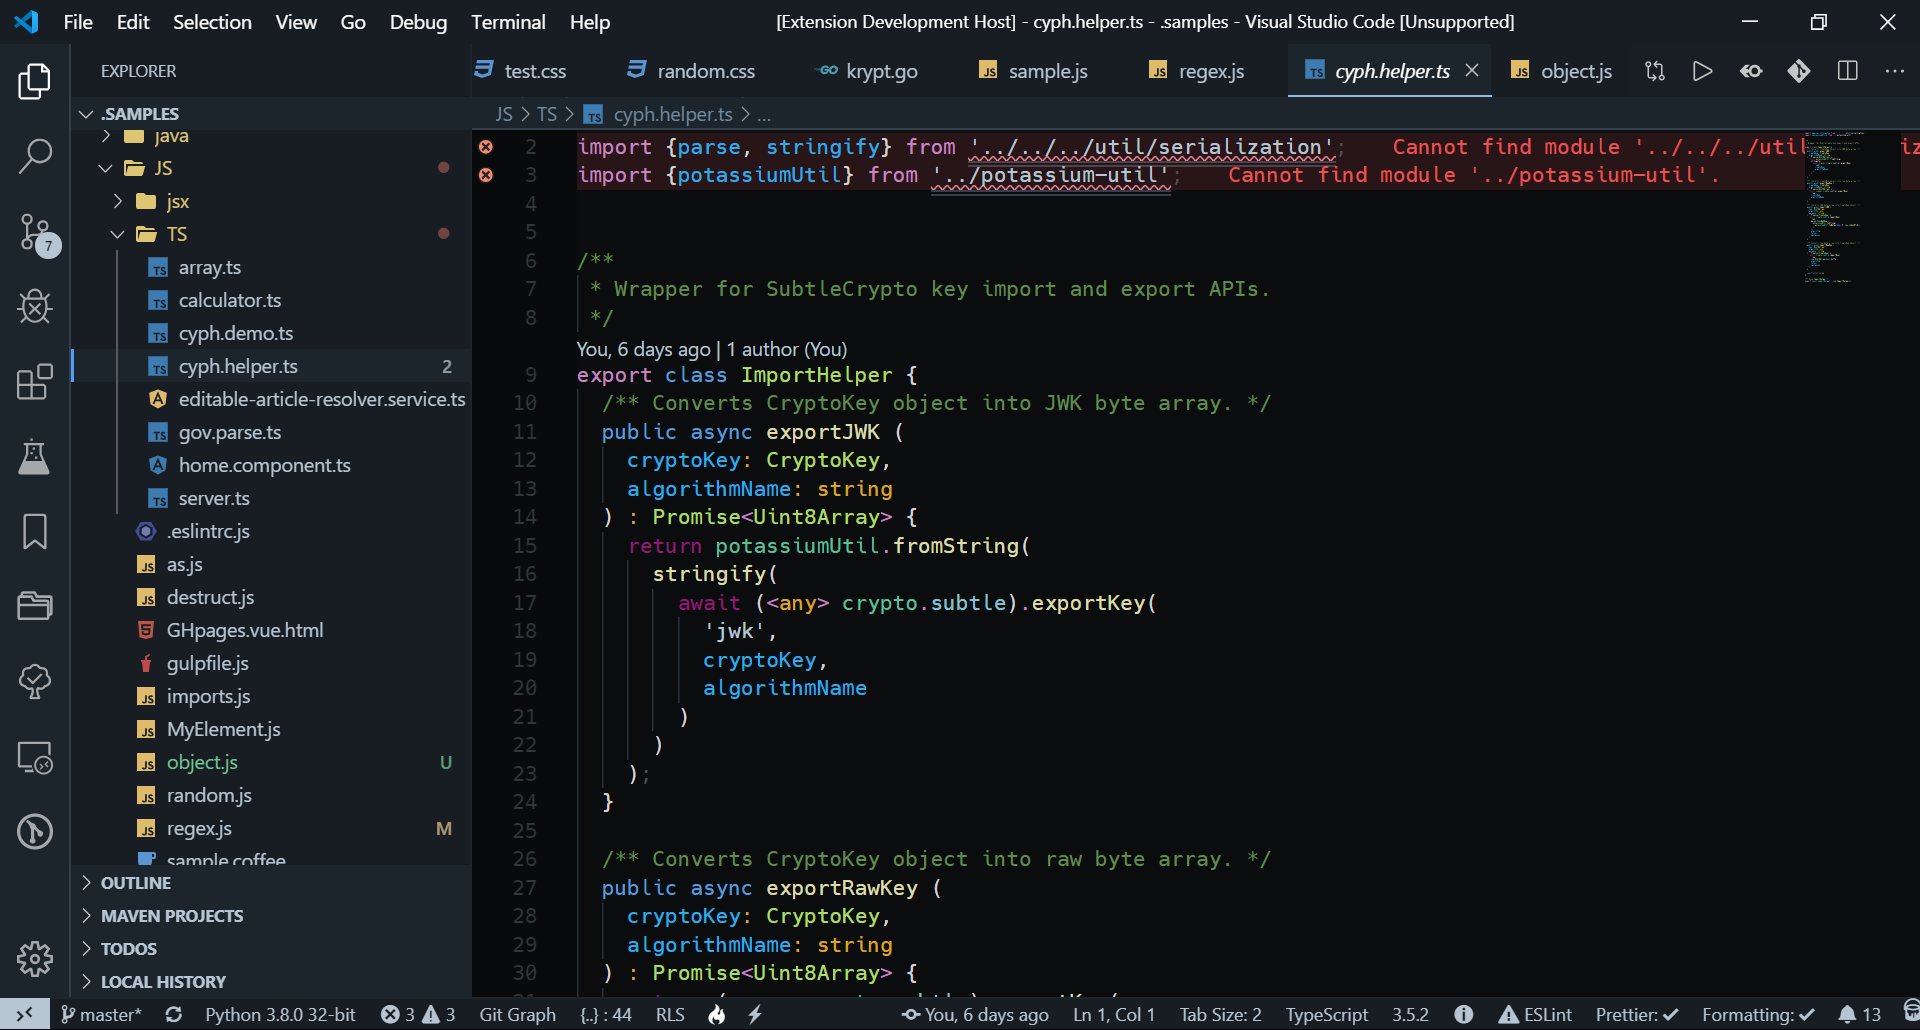 File Edit Selection View Go Debug Terminal Help
[Extension Development Host] - cyph.helper.ts - .samples - Visual Studio Code [Unsupported]
EXPLORER
test.css random.css krypt.go sample.js regex.js cyph.helper.ts object.js
.SAMPLES
java
JS
jsx
TS
array.ts
calculator.ts
cyph.demo.ts
cyph.helper.ts 2
editable-article-resolver.service.ts
gov.parse.ts
home.component.ts
server.ts
.eslintrc.js
as.js
destruct.js
GHpages.vue.html
gulpfile.js
imports.js
MyElement.js
object.js U
random.js
regex.js M
sample.coffee
OUTLINE
MAVEN PROJECTS
TODOS
LOCAL HISTORY
7
JS > TS > cyph.helper.ts > ...
2 import {parse, stringify} from '../../../util/serialization'; Cannot find module '../../../util
3 import {potassiumUtil} from '../potassium-util'; Cannot find module '../potassium-util'.
4
5
6 /**
7 * Wrapper for SubtleCrypto key import and export APIs.
8 */
You, 6 days ago | 1 author (You)
9 export class ImportHelper {
10 /** Converts CryptoKey object into JWK byte array. */
11 public async exportJWK (
12 cryptoKey: CryptoKey,
13 algorithmName: string
14 ) : Promise<Uint8Array> {
15 return potassiumUtil.fromString(
16 stringify(
17 await (<any> crypto.subtle).exportKey(
18 'jwk',
19 cryptoKey,
20 algorithmName
21 )
22 )
23 );
24 }
25
26 /** Converts CryptoKey object into raw byte array. */
27 public async exportRawKey (
28 cryptoKey: CryptoKey,
29 algorithmName: string
30 ) : Promise<Uint8Array> {
master* Python 3.8.0 32-bit 3 3 Git Graph {..} : 44 RLS You, 6 days ago Ln 1, Col 1 Tab Size: 2 TypeScript 3.5.2 ESLint Prettier: ✓ Formatting: ✓ 13